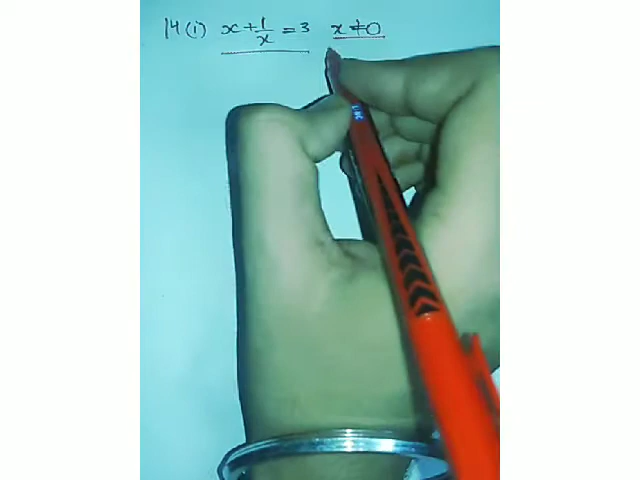 14(i) x + 1/x = 3 x ≠ 0